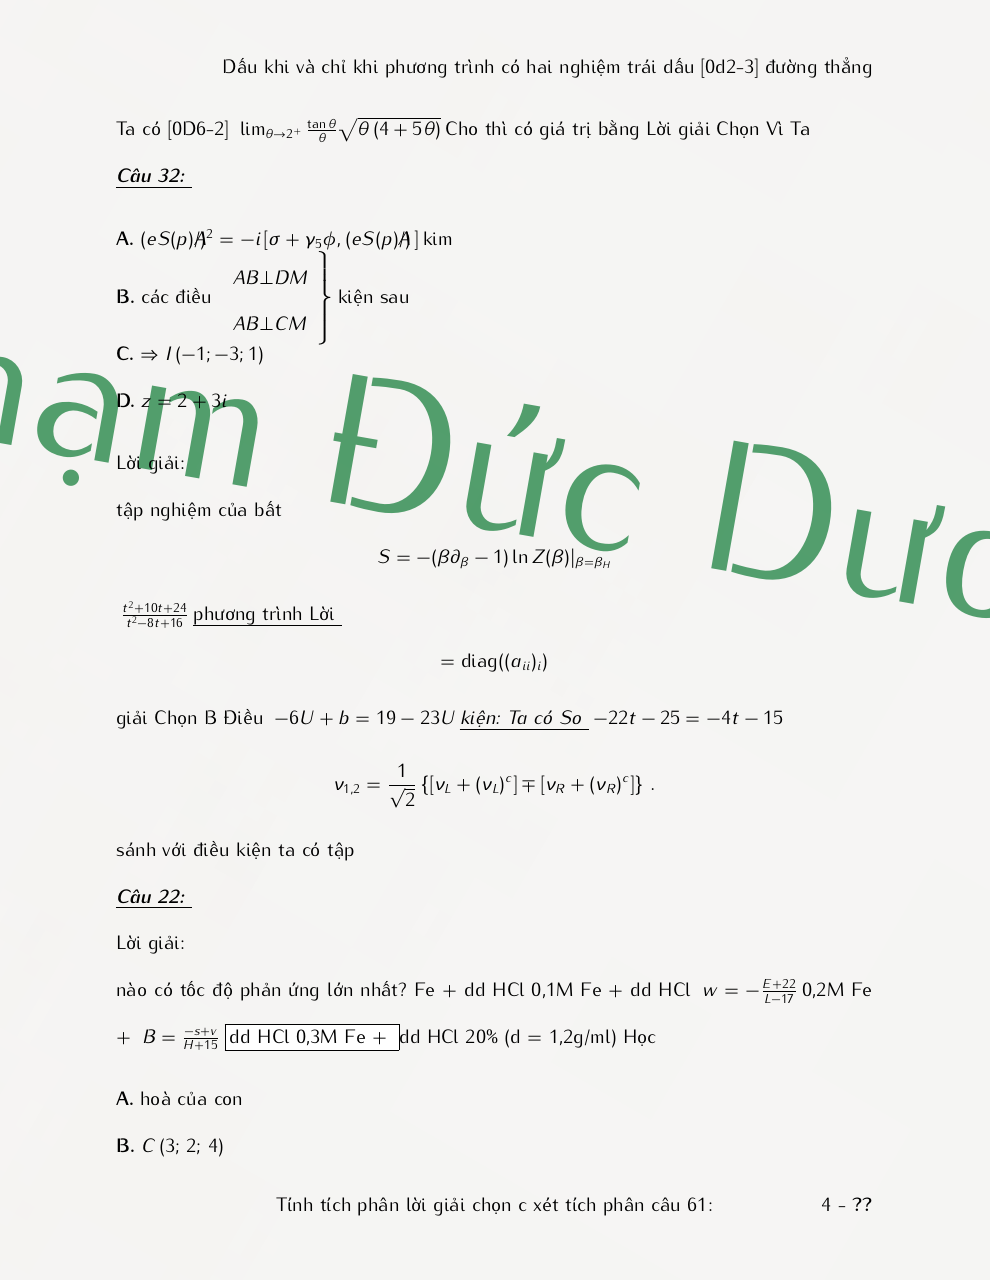 Dấu khi và chỉ khi phương trình có hai nghiệm trái dấu [0d2-3] đường thẳng
Ta có [0D6-2] $\lim_{\theta \to 2^+} \frac{\tan \theta}{\theta} \sqrt{\theta (4 + 5\theta)}$ Cho thì có giá trị bằng Lời giải Chọn Vì Ta
Câu 32:
A. $(eS(p)\not{A})^2 = -i [\sigma + \gamma_5 \phi, (eS(p)\not{A})]$ kim
B. các điều $\left. \begin{array}{r} AB \bot DM \\ AB \bot CM \end{array} \right\}$ kiện sau
C. $\Rightarrow I (-1; -3; 1)$
D. $z = 2 + 3i$
ạm Đức Dư
Lời giải:
tập nghiệm của bất
$S = -(\beta \partial_\beta - 1) \ln Z(\beta)|_{\beta = \beta_H}$
$\frac{t^2+10t+24}{t^2-8t+16}$ phương trình Lời
$= \text{diag}((a_{ii})_i)$
giải Chọn B Điều $-6U + b = 19 - 23U$ kiện: Ta có So $-22t - 25 = -4t - 15$
$\nu_{1,2} = \frac{1}{\sqrt{2}} \{[\nu_L + (\nu_L)^c] \mp [\nu_R + (\nu_R)^c]\} .$
sánh với điều kiện ta có tập
Câu 22:
Lời giải:
nào có tốc độ phản ứng lớn nhất? Fe + dd HCl 0,1M Fe + dd HCl $w = -\frac{E+22}{L-17}$ 0,2M Fe
+ $B = \frac{-s+v}{H+15}$ dd HCl 0,3M Fe + dd HCl 20% (d = 1,2g/ml) Học
A. hoà của con
B. $C$ (3; 2; 4)
Tính tích phân lời giải chọn c xét tích phân câu 61: 4 - ??